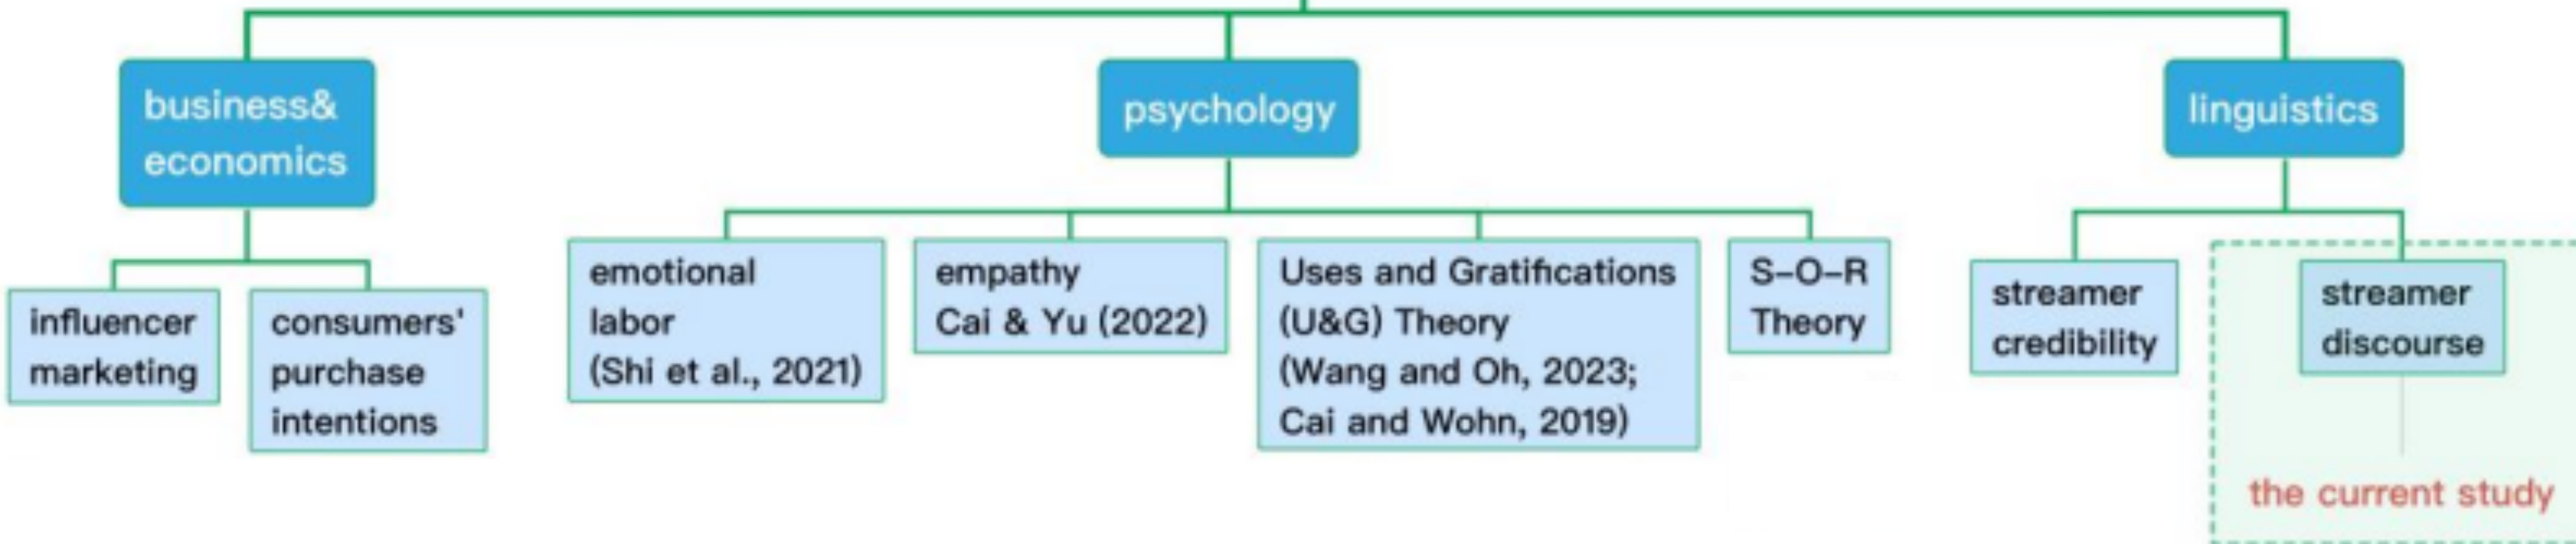 business&
economics
psychology
linguistics
influencer
marketing
consumers'
purchase
intentions
emotional
labor
(Shi et al., 2021)
empathy
Cai & Yu (2022)
Uses and Gratifications
(U&G) Theory
(Wang and Oh, 2023;
Cai and Wohn, 2019)
S-O-R
Theory
streamer
credibility
streamer
discourse
the current study